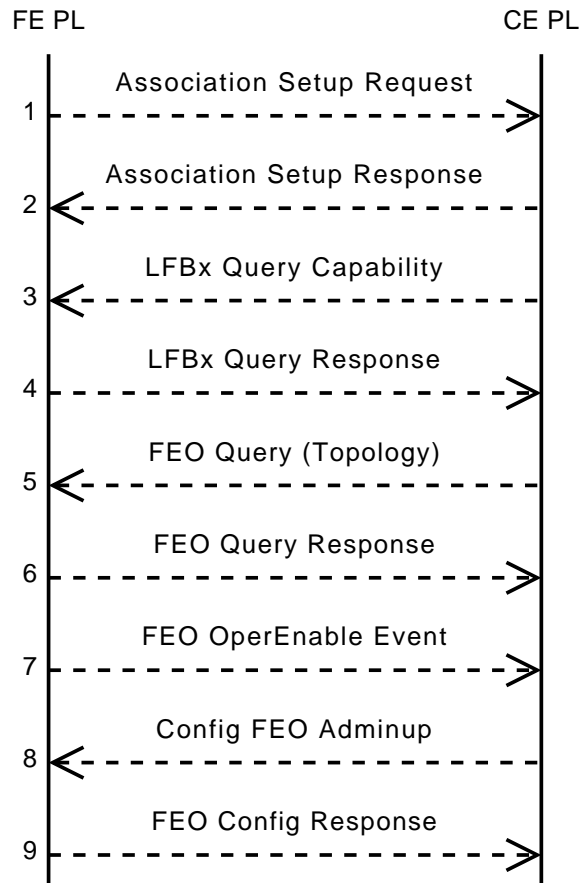 FE PL
CE PL
Association Setup Request
1
Association Setup Response
2
LFBx Query Capability
3
LFBx Query Response
4
FEO Query (Topology)
5
FEO Query Response
6
FEO OperEnable Event
7
Config FEO Adminup
8
FEO Config Response
9